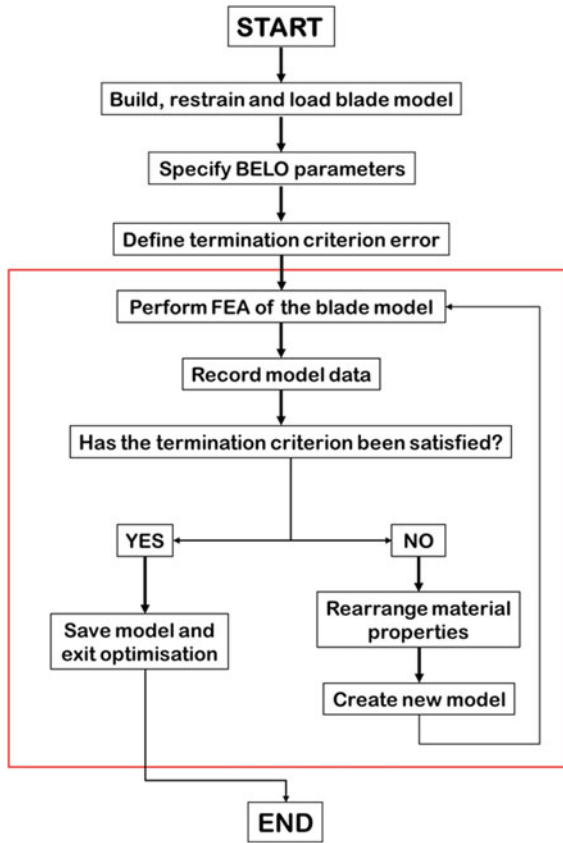 START
Build, restrain and load blade model
Specify BELO parameters
Define termination criterion error
Perform FEA of the blade model
Record model data
Has the termination criterion been satisfied?
YES
NO
Save model and
exit optimisation
Rearrange material
properties
Create new model
END